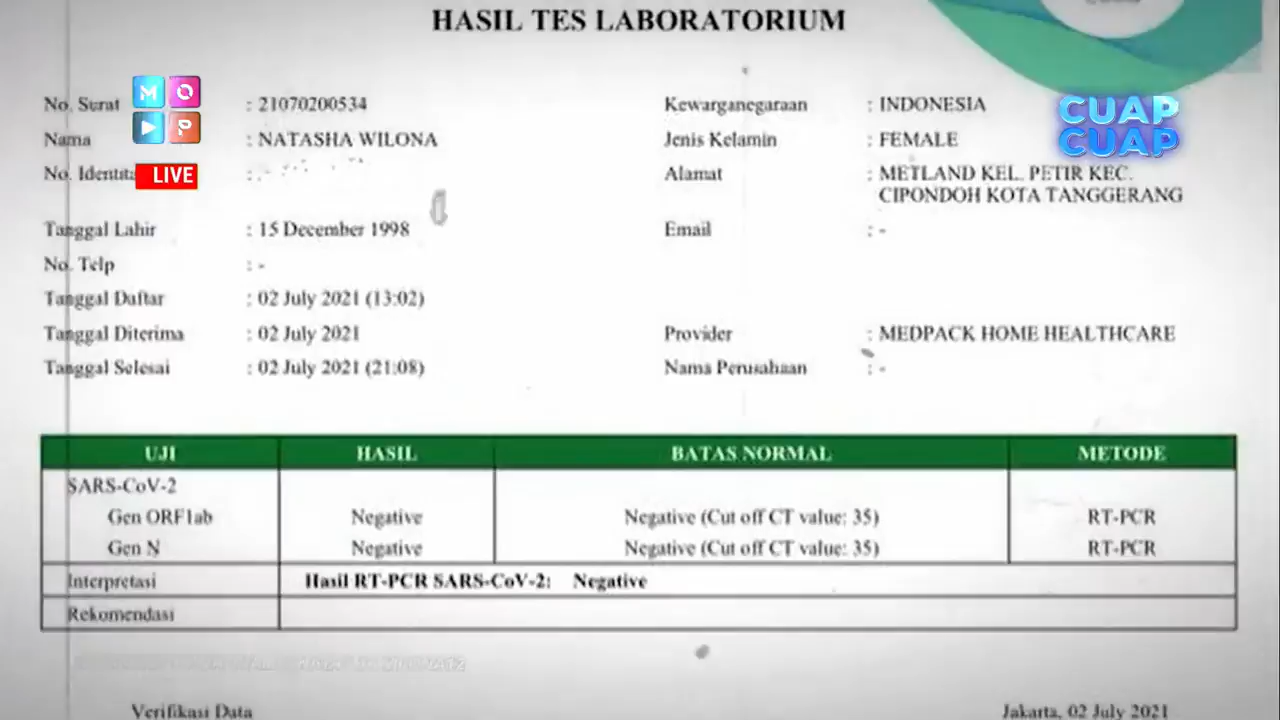 HASIL TES LABORATORIUM
M O
P
LIVE
CUAP
CUAP
No. Surat : 21070200534 Kewarganegaraan : INDONESIA
Nama : NATASHA WILONA Jenis Kelamin : FEMALE
No. Identita : - Alamat : METLAND KEL. PETIR KEC.
CIPONDOH KOTA TANGGERANG
Tanggal Lahir : 15 December 1998 Email : -
No. Telp : -
Tanggal Daftar : 02 July 2021 (13:02)
Tanggal Diterima : 02 July 2021 Provider : MEDPACK HOME HEALTHCARE
Tanggal Selesai : 02 July 2021 (21:08) Nama Perusahaan : -
UJI HASIL BATAS NORMAL METODE
SARS-CoV-2
Gen ORF1ab Negative Negative (Cut off CT value: 35) RT-PCR
Gen N Negative Negative (Cut off CT value: 35) RT-PCR
Interpretasi Hasil RT-PCR SARS-CoV-2: Negative
Rekomendasi
Verifikasi Data Jakarta, 02 July 2021